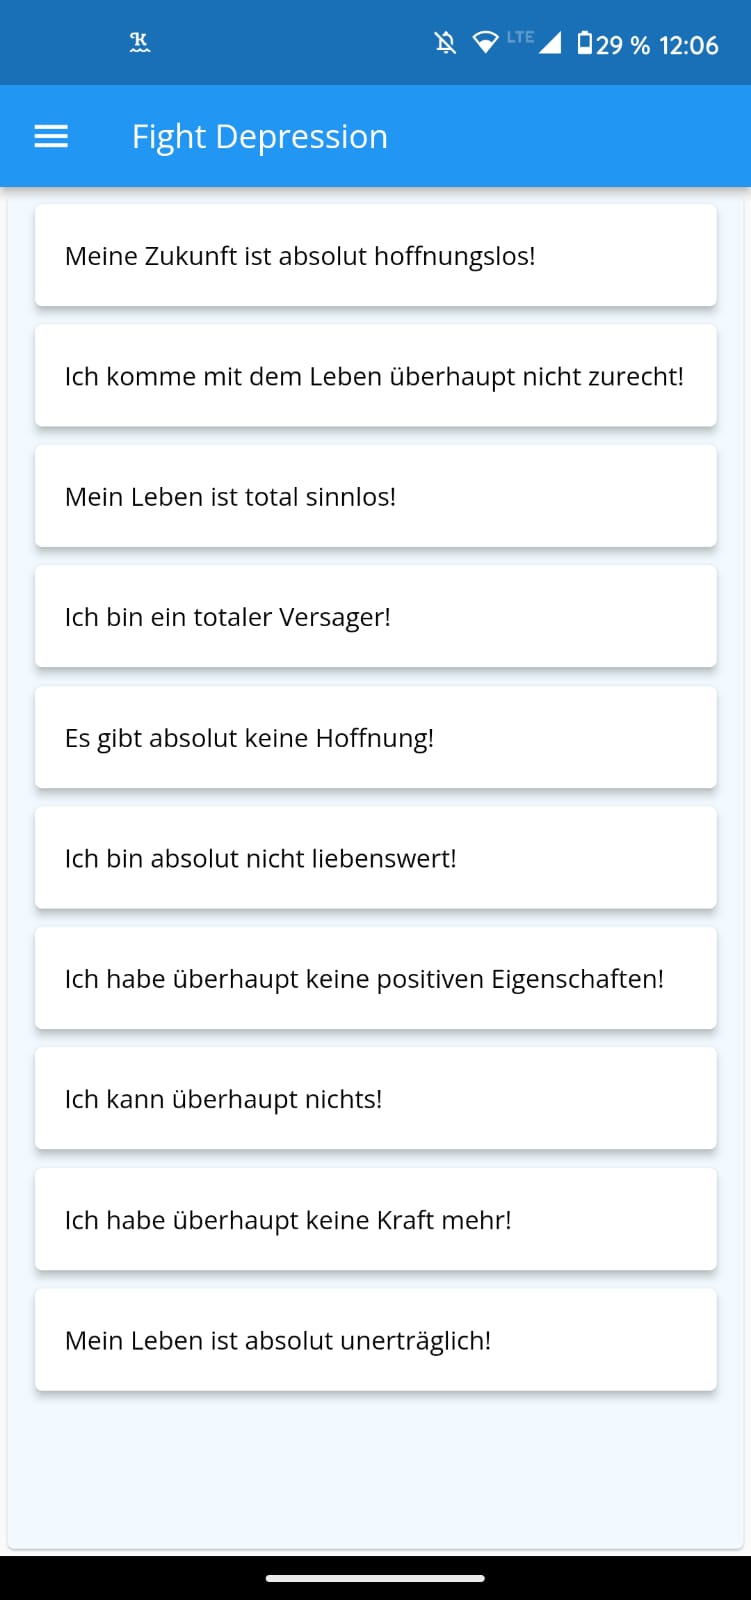 LTE 29 % 12:06
Fight Depression
Meine Zukunft ist absolut hoffnungslos!
Ich komme mit dem Leben überhaupt nicht zurecht!
Mein Leben ist total sinnlos!
Ich bin ein totaler Versager!
Es gibt absolut keine Hoffnung!
Ich bin absolut nicht liebenswert!
Ich habe überhaupt keine positiven Eigenschaften!
Ich kann überhaupt nichts!
Ich habe überhaupt keine Kraft mehr!
Mein Leben ist absolut unerträglich!